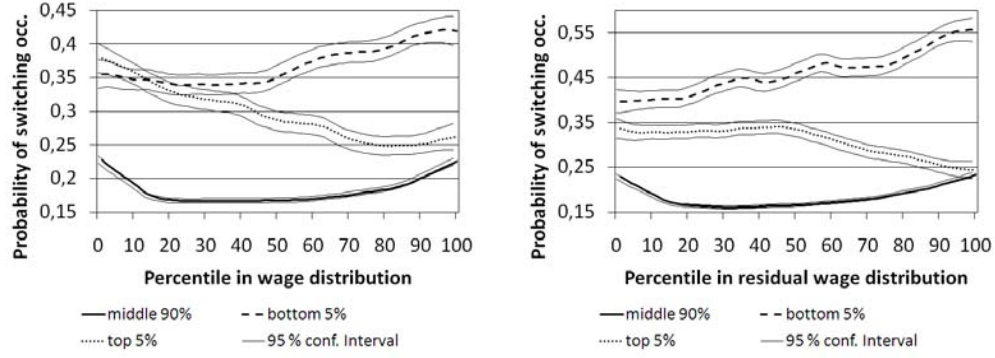 Probability of switching occ.
0,45
0,4
0,35
0,3
0,25
0,2
0,15
0 10 20 30 40 50 60 70 80 90 100
Percentile in wage distribution
middle 90% bottom 5%
top 5% 95 % conf. Interval
Probability of switching occ.
0,55
0,45
0,35
0,25
0,15
0 10 20 30 40 50 60 70 80 90 100
Percentile in residual wage distribution
middle 90% bottom 5%
top 5% 95 % conf. Interval